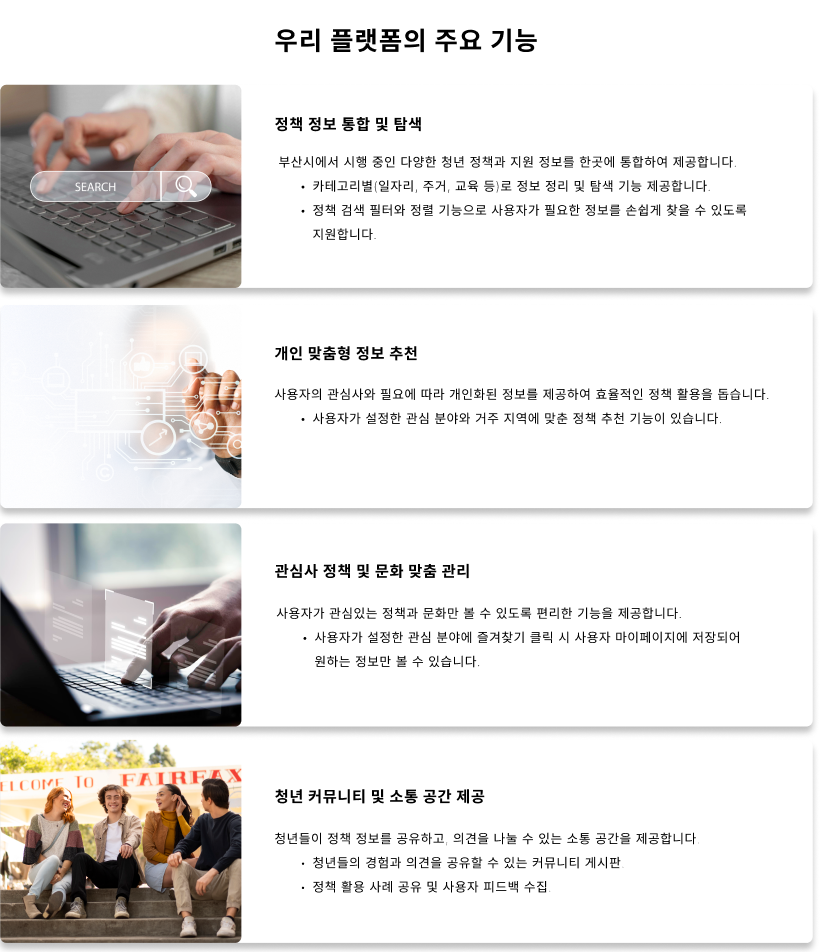 우리 플랫폼의 주요 기능
SEARCH
정책 정보 통합 및 탐색
부산시에서 시행 중인 다양한 청년 정책과 지원 정보를 한곳에 통합하여 제공합니다.
• 카테고리별(일자리, 주거, 교육 등)로 정보 정리 및 탐색 기능 제공합니다.
• 정책 검색 필터와 정렬 기능으로 사용자가 필요한 정보를 손쉽게 찾을 수 있도록
지원합니다.
개인 맞춤형 정보 추천
사용자의 관심사와 필요에 따라 개인화된 정보를 제공하여 효율적인 정책 활용을 돕습니다.
• 사용자가 설정한 관심 분야와 거주 지역에 맞춘 정책 추천 기능이 있습니다.
관심사 정책 및 문화 맞춤 관리
사용자가 관심있는 정책과 문화만 볼 수 있도록 편리한 기능을 제공합니다.
• 사용자가 설정한 관심 분야에 즐겨찾기 클릭 시 사용자 마이페이지에 저장되어
원하는 정보만 볼 수 있습니다.
ELCOME To FAIRFAX
청년 커뮤니티 및 소통 공간 제공
청년들이 정책 정보를 공유하고, 의견을 나눌 수 있는 소통 공간을 제공합니다
• 청년들의 경험과 의견을 공유할 수 있는 커뮤니티 게시판.
• 정책 활용 사례 공유 및 사용자 피드백 수집.